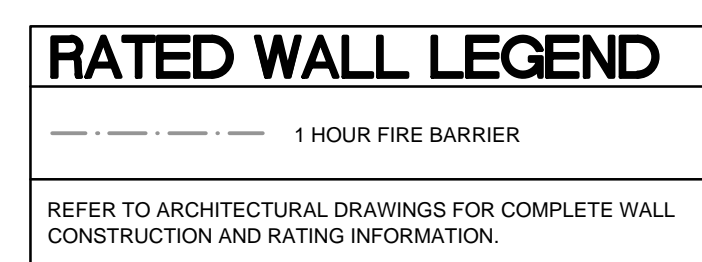 RATED WALL LEGEND
1 HOUR FIRE BARRIER
REFER TO ARCHITECTURAL DRAWINGS FOR COMPLETE WALL
CONSTRUCTION AND RATING INFORMATION.